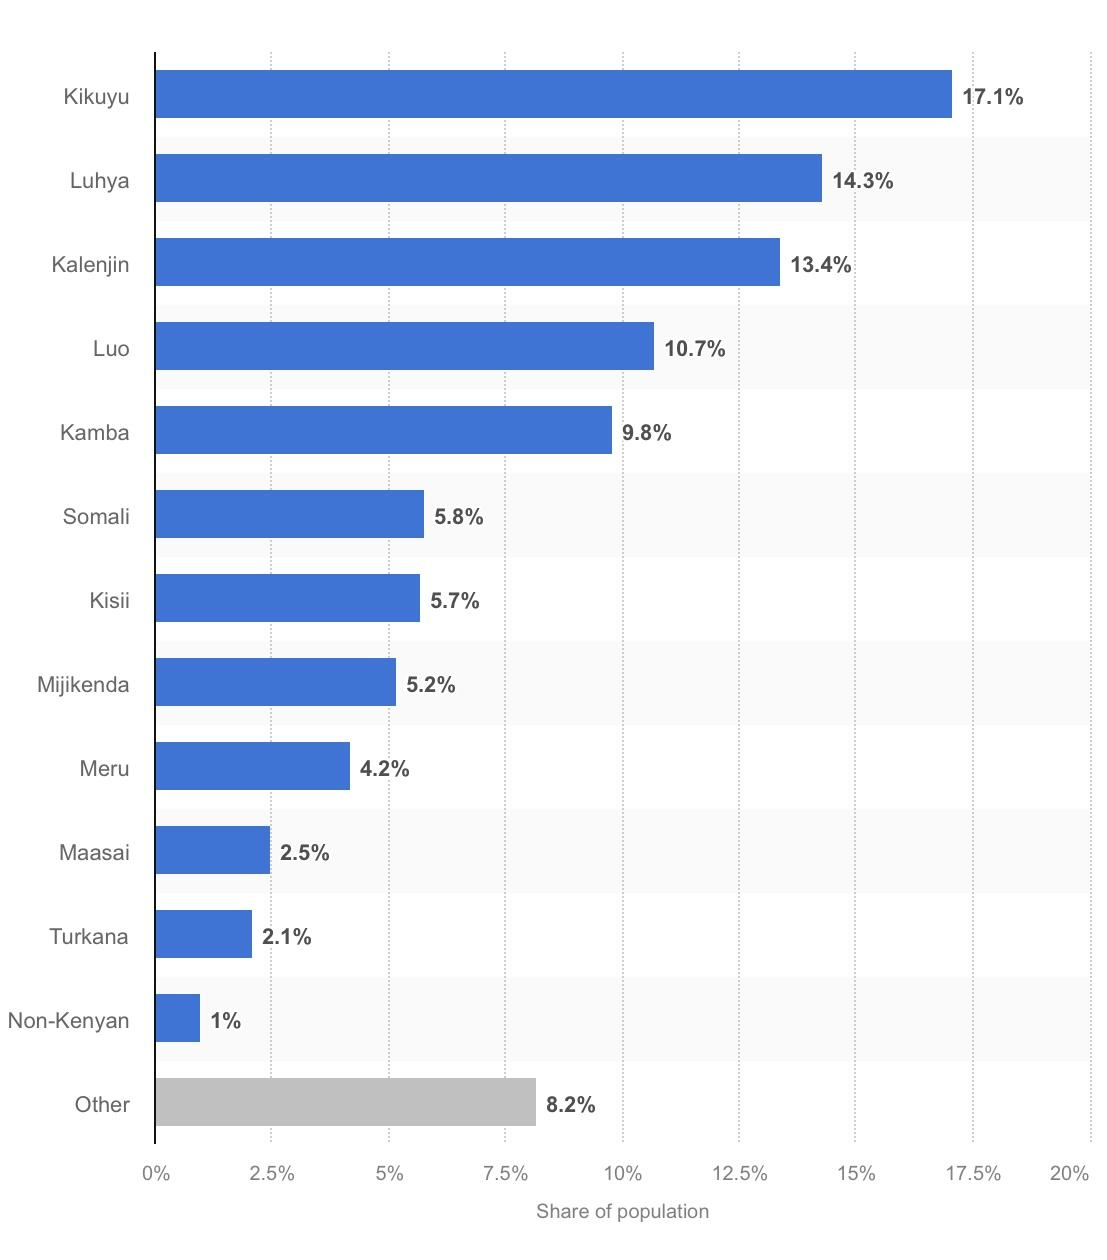 Kikuyu 17.1%
Luhya 14.3%
Kalenjin 13.4%
Luo 10.7%
Kamba 9.8%
Somali 5.8%
Kisii 5.7%
Mijikenda 5.2%
Meru 4.2%
Maasai 2.5%
Turkana 2.1%
Non-Kenyan 1%
Other 8.2%
0% 2.5% 5% 7.5% 10% 12.5% 15% 17.5% 20%
Share of population